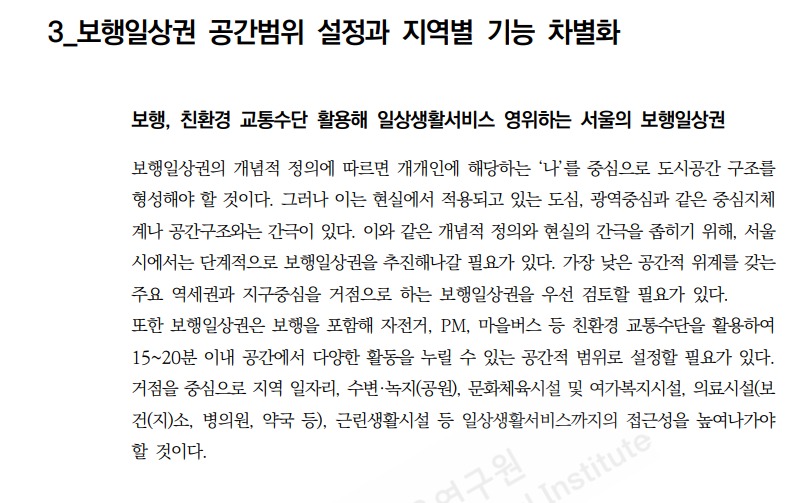 3_보행일상권 공간범위 설정과 지역별 기능 차별화
보행, 친환경 교통수단 활용해 일상생활서비스 영위하는 서울의 보행일상권
보행일상권의 개념적 정의에 따르면 개개인에 해당하는 ‘나’를 중심으로 도시공간 구조를
형성해야 할 것이다. 그러나 이는 현실에서 적용되고 있는 도심, 광역중심과 같은 중심지체
계나 공간구조와는 간극이 있다. 이와 같은 개념적 정의와 현실의 간극을 좁히기 위해, 서울
시에서는 단계적으로 보행일상권을 추진해나갈 필요가 있다. 가장 낮은 공간적 위계를 갖는
주요 역세권과 지구중심을 거점으로 하는 보행일상권을 우선 검토할 필요가 있다.
또한 보행일상권은 보행을 포함해 자전거, PM, 마을버스 등 친환경 교통수단을 활용하여
15~20분 이내 공간에서 다양한 활동을 누릴 수 있는 공간적 범위로 설정할 필요가 있다.
거점을 중심으로 지역 일자리, 수변·녹지(공원), 문화체육시설 및 여가복지시설, 의료시설(보
건(지)소, 병의원, 약국 등), 근린생활시설 등 일상생활서비스까지의 접근성을 높여나가야
할 것이다.
연구원
Institute